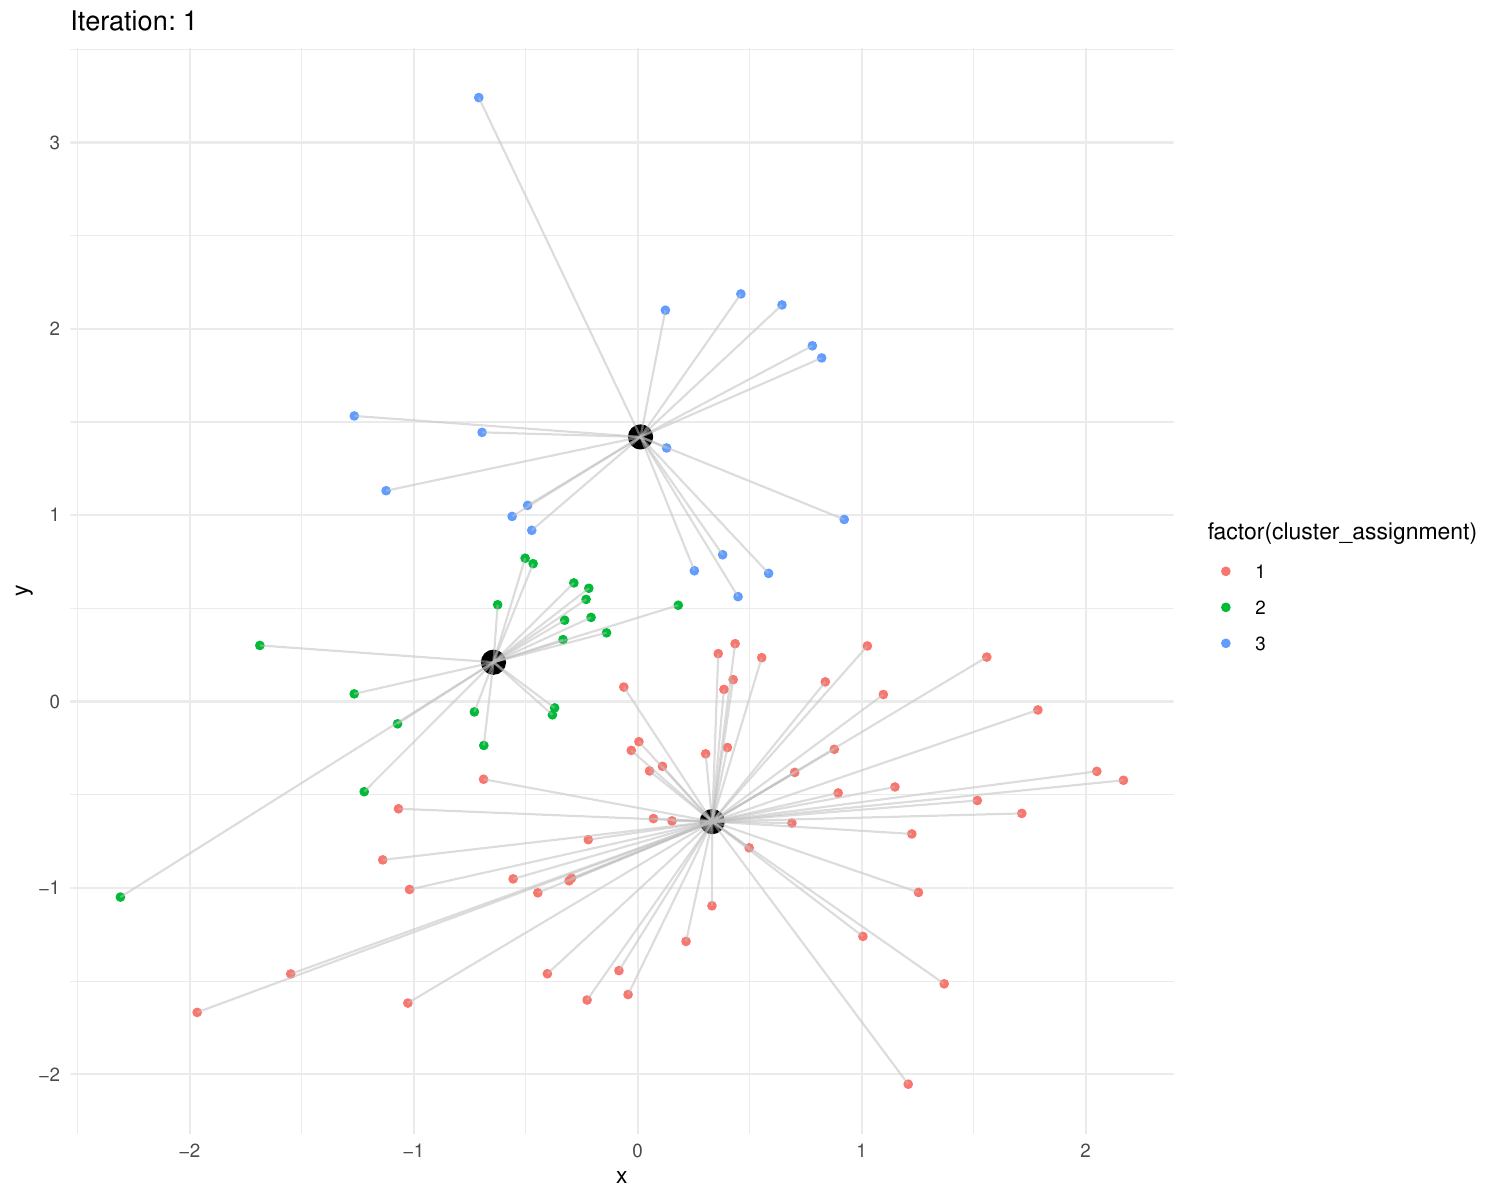 Iteration: 1
3
2
1
0
−1
−2
y
−2 −1 0 1 2
x
factor(cluster_assignment)
1
2
3